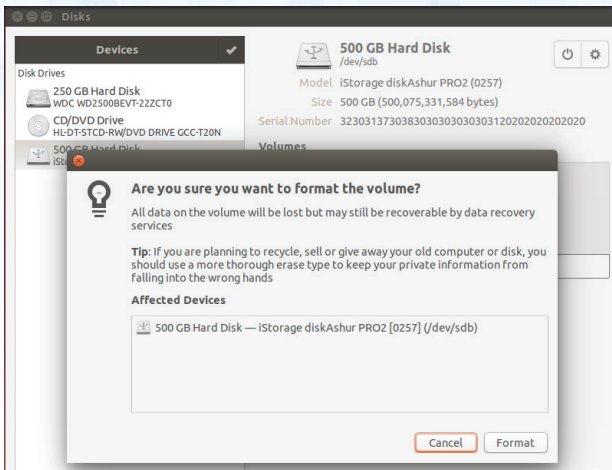 Disks
Devices
500 GB Hard Disk
/dev/sdb
Disk Drives
Model iStorage diskAshur PRO2 (0257)
250 GB Hard Disk
WDC WD2500BEVT-22ZCT0
Size 500 GB (500,075,331,584 bytes)
CD/DVD Drive
HL-DT-STCD-RW/DVD DRIVE GCC-T20N
Serial Number 32303137303830303030303031202020202020
500 GB Hard Disk
Volumes
Are you sure you want to format the volume?
All data on the volume will be lost but may still be recoverable by data recovery
services
Tip: If you are planning to recycle, sell or give away your old computer or disk, you
should use a more thorough erase type to keep your private information from
falling into the wrong hands
Affected Devices
500 GB Hard Disk — iStorage diskAshur PRO2 [0257] (/dev/sdb)
Cancel
Format